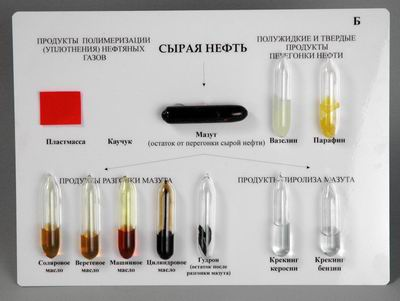 Б
ПРОДУКТЫ ПОЛИМЕРИЗАЦИИ
(УПЛОТНЕНИЯ) НЕФТЯНЫХ
ГАЗОВ
СЫРАЯ НЕФТЬ
ПОЛУЖИДКИЕ И ТВЕРДЫЕ
ПРОДУКТЫ
ПЕРЕГОНКИ НЕФТИ
Пластмасса
Каучук
Мазут
(остаток от перегонки сырой нефти)
Вазелин
Парафин
ПРОДУКТЫ РАЗГОНКИ МАЗУТА
ПРОДУКТЫ ПИРОЛИЗА МАЗУТА
Соляровое
масло
Веретеное
масло
Машинное
масло
Цилиндровое
масло
Гудрон
(остаток после
разгонки мазута)
Крекинг
керосин
Крекинг
бензин